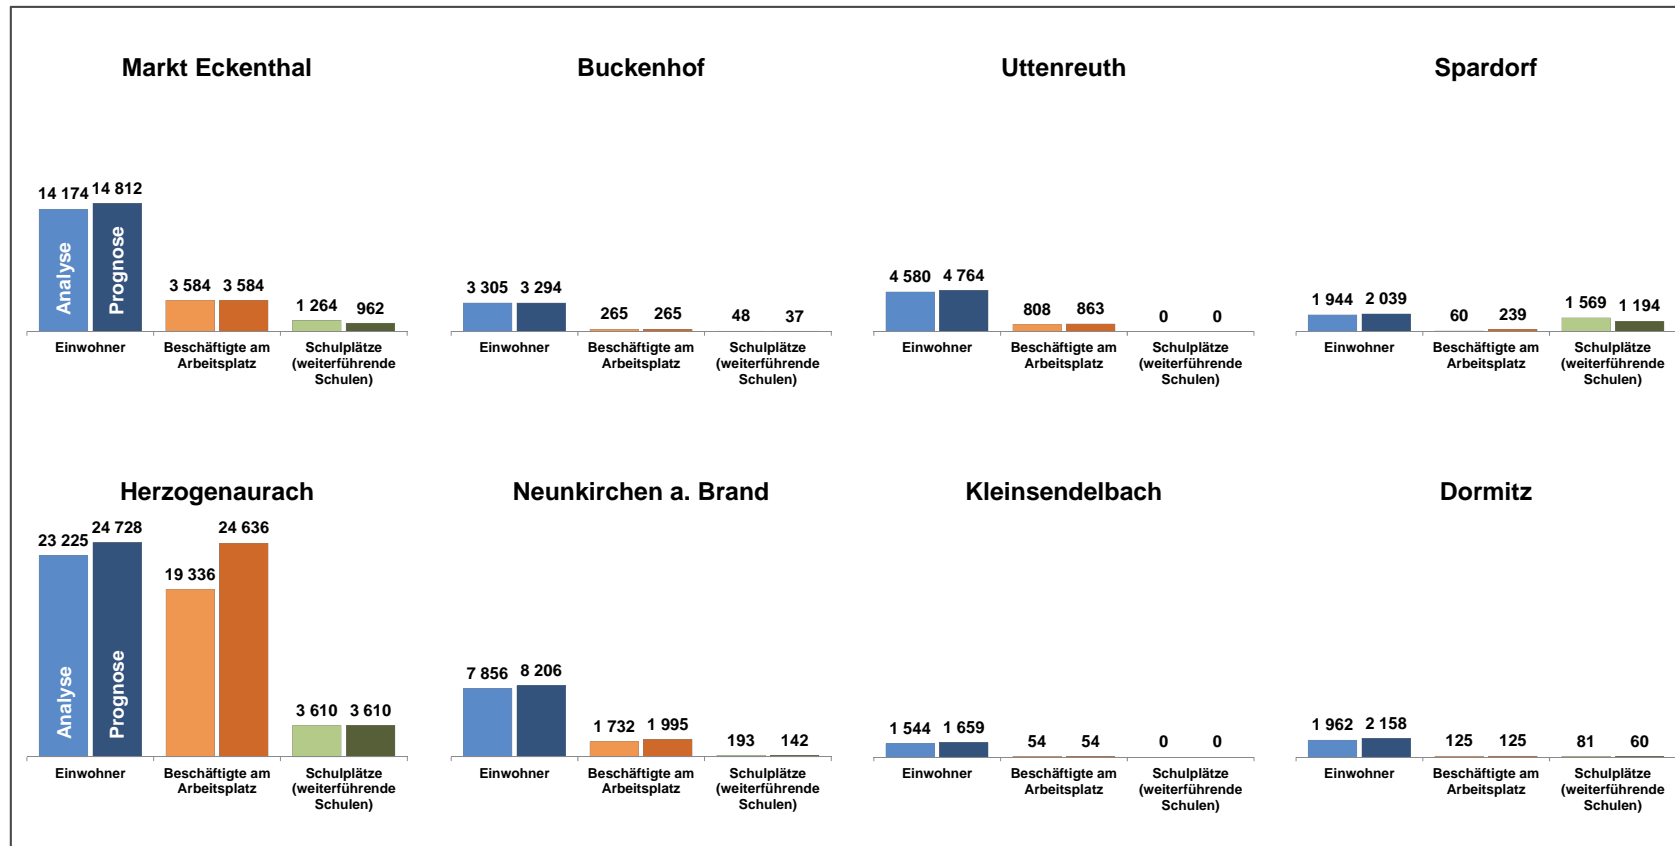 Markt Eckenthal
14 174 14 812
Analyse
Prognose
3 584 3 584
1 264 962
Einwohner
Beschäftigte am
Arbeitsplatz
Schulplätze
(weiterführende
Schulen)
Buckenhof
3 305 3 294
265 265
48 37
Einwohner
Beschäftigte am
Arbeitsplatz
Schulplätze
(weiterführende
Schulen)
Uttenreuth
4 580 4 764
808 863
0 0
Einwohner
Beschäftigte am
Arbeitsplatz
Schulplätze
(weiterführende
Schulen)
Spardorf
1 944 2 039
60 239
1 569 1 194
Einwohner
Beschäftigte am
Arbeitsplatz
Schulplätze
(weiterführende
Schulen)
Herzogenaurach
23 225 24 728
Analyse
Prognose
19 336 24 636
3 610 3 610
Einwohner
Beschäftigte am
Arbeitsplatz
Schulplätze
(weiterführende
Schulen)
Neunkirchen a. Brand
7 856 8 206
1 732 1 995
193 142
Einwohner
Beschäftigte am
Arbeitsplatz
Schulplätze
(weiterführende
Schulen)
Kleinsendelbach
1 544 1 659
54 54
0 0
Einwohner
Beschäftigte am
Arbeitsplatz
Schulplätze
(weiterführende
Schulen)
Dormitz
1 962 2 158
125 125
81 60
Einwohner
Beschäftigte am
Arbeitsplatz
Schulplätze
(weiterführende
Schulen)